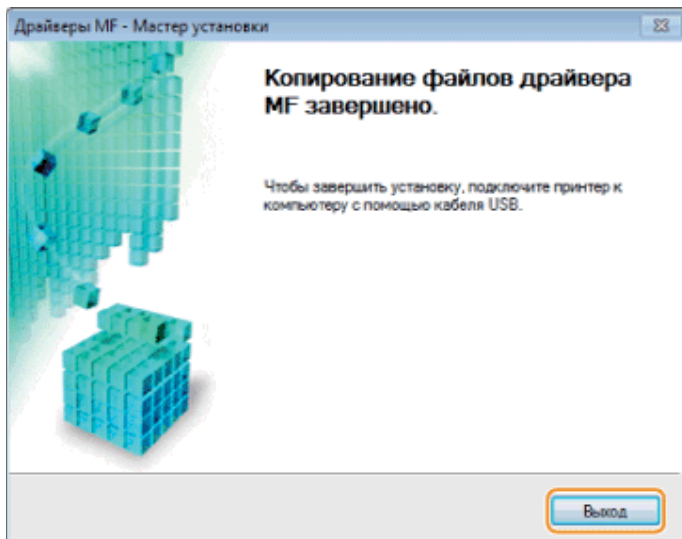 Драйверы MF - Мастер установки
Копирование файлов драйвера
MF завершено.
Чтобы завершить установку, подключите принтер к
компьютеру с помощью кабеля USB.
Выход